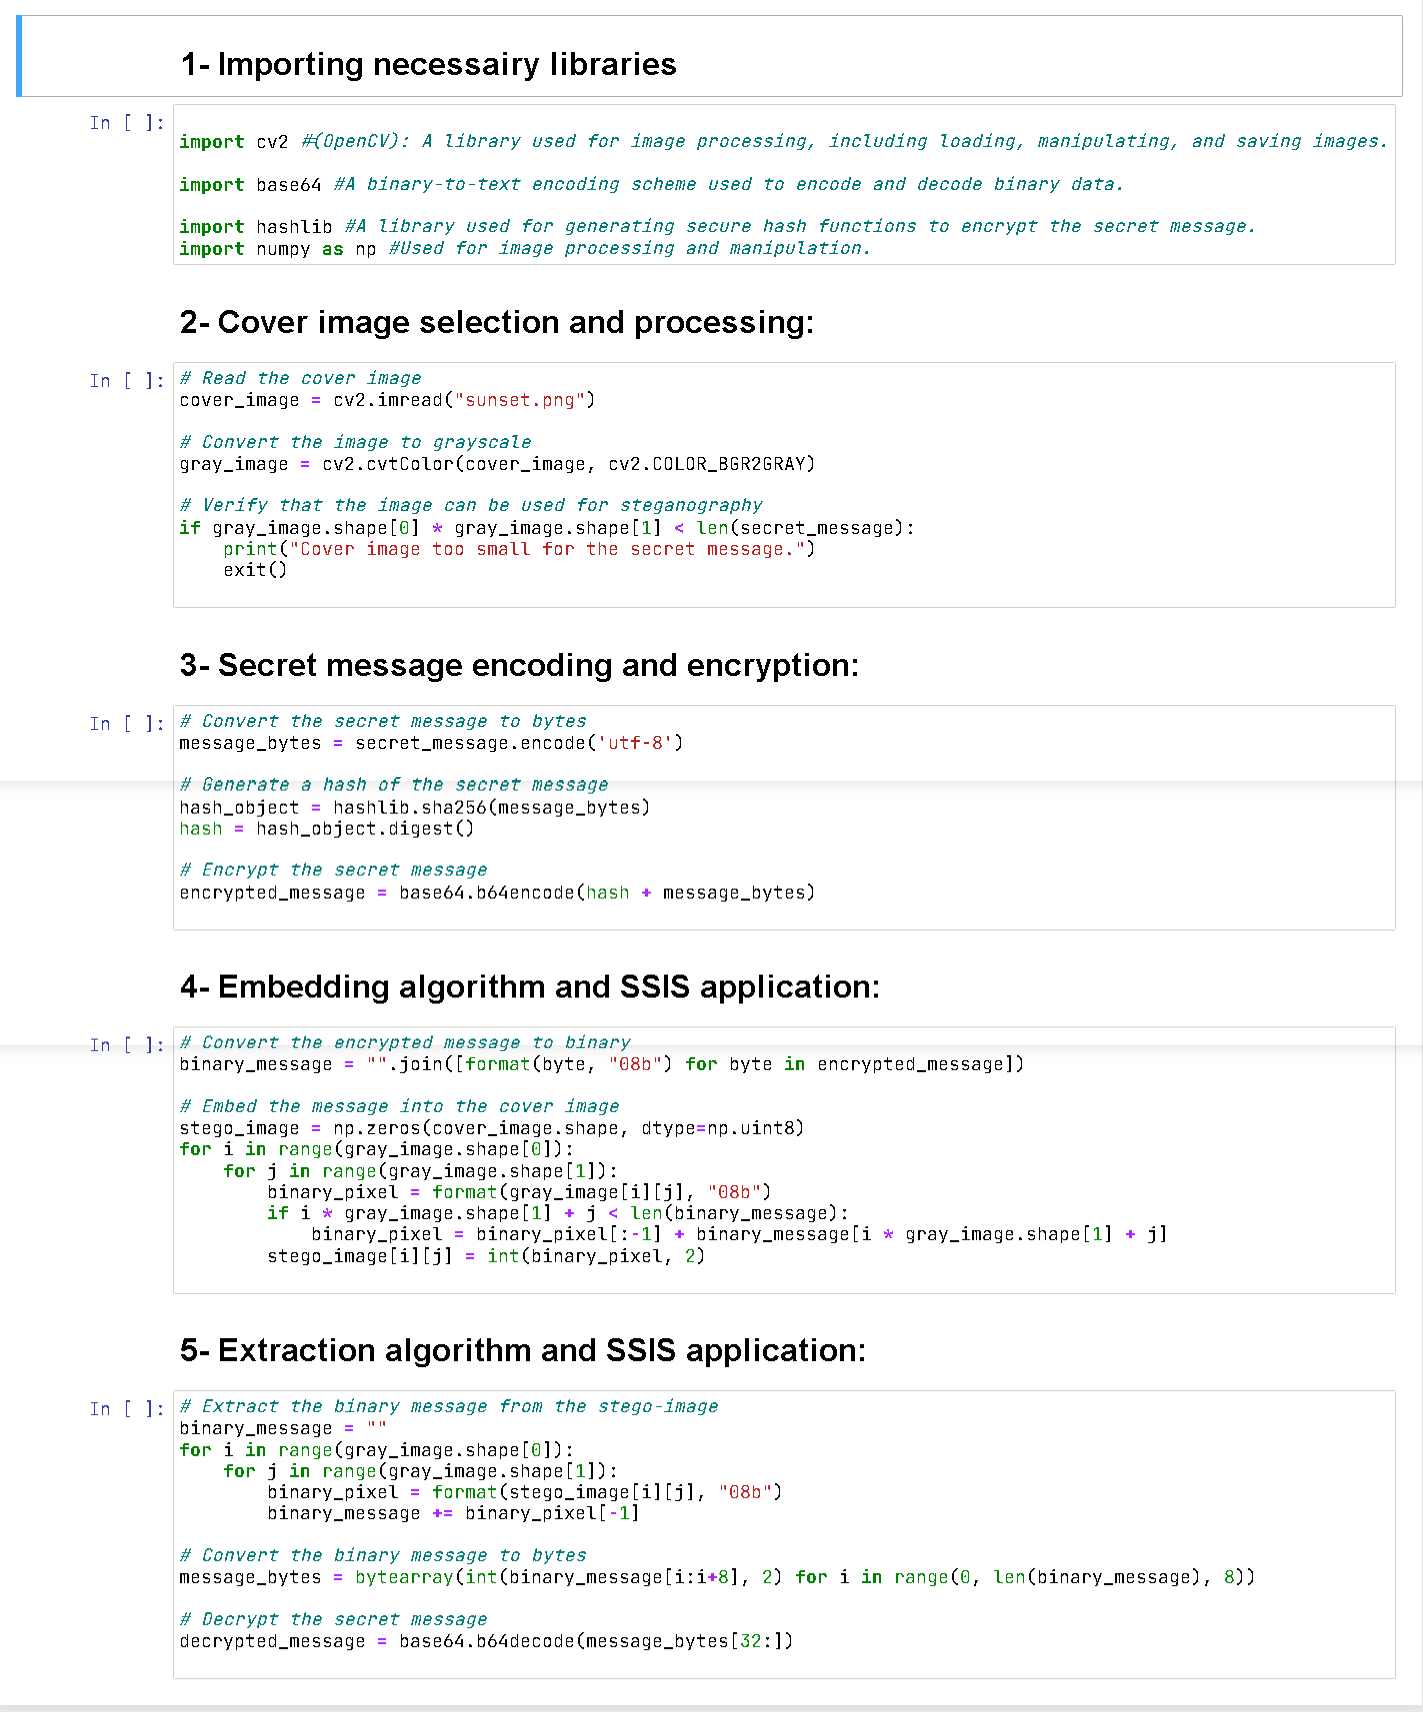 1- Importing necessairy libraries
In [ ]:
import cv2 #(OpenCV): A library used for image processing, including loading, manipulating, and saving images.
import base64 #A binary-to-text encoding scheme used to encode and decode binary data.
import hashlib #A library used for generating secure hash functions to encrypt the secret message.
import numpy as np #Used for image processing and manipulation.
2- Cover image selection and processing:
In [ ]:
# Read the cover image
cover_image = cv2.imread("sunset.png")
# Convert the image to grayscale
gray_image = cv2.cvtColor(cover_image, cv2.COLOR_BGR2GRAY)
# Verify that the image can be used for steganography
if gray_image.shape[0] * gray_image.shape[1] < len(secret_message):
    print("Cover image too small for the secret message.")
    exit()
3- Secret message encoding and encryption:
In [ ]:
# Convert the secret message to bytes
message_bytes = secret_message.encode('utf-8')
# Generate a hash of the secret message
hash_object = hashlib.sha256(message_bytes)
hash = hash_object.digest()
# Encrypt the secret message
encrypted_message = base64.b64encode(hash + message_bytes)
4- Embedding algorithm and SSIS application:
In [ ]:
# Convert the encrypted message to binary
binary_message = "".join([format(byte, "08b") for byte in encrypted_message])
# Embed the message into the cover image
stego_image = np.zeros(cover_image.shape, dtype=np.uint8)
for i in range(gray_image.shape[0]):
    for j in range(gray_image.shape[1]):
        binary_pixel = format(gray_image[i][j], "08b")
        if i * gray_image.shape[1] + j < len(binary_message):
            binary_pixel = binary_pixel[:-1] + binary_message[i * gray_image.shape[1] + j]
        stego_image[i][j] = int(binary_pixel, 2)
5- Extraction algorithm and SSIS application:
In [ ]:
# Extract the binary message from the stego-image
binary_message = ""
for i in range(gray_image.shape[0]):
    for j in range(gray_image.shape[1]):
        binary_pixel = format(stego_image[i][j], "08b")
        binary_message += binary_pixel[-1]
# Convert the binary message to bytes
message_bytes = bytearray(int(binary_message[i:i+8], 2) for i in range(0, len(binary_message), 8))
# Decrypt the secret message
decrypted_message = base64.b64decode(message_bytes[32:])